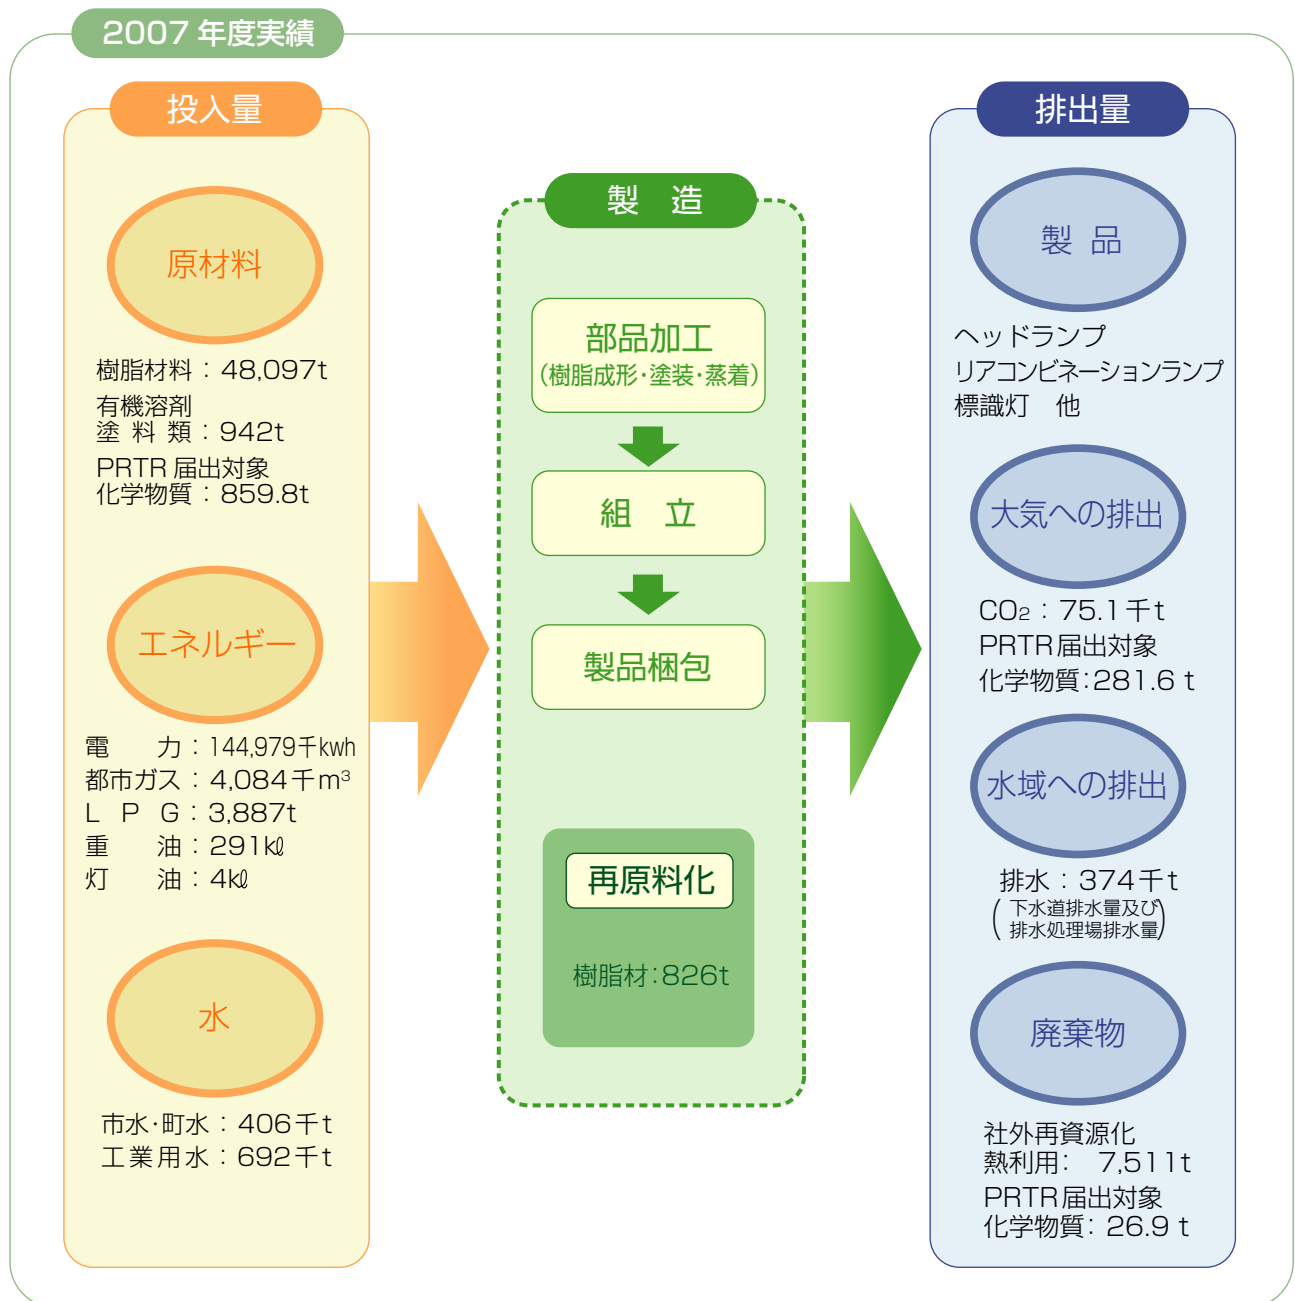 2007 年度実績
投入量
原材料
樹脂材料：48,097t
有機溶剤
塗 料 類：942t
PRTR 届出対象
化学物質：859.8t
エネルギー
電　　力：144,979千kwh
都市ガス：4,084千m³
L　P　G：3,887t
重　　油：291kℓ
灯　　油：4kℓ
水
市水・町水：406千t
工業用水：692千t
製　造
部品加工
（樹脂成形・塗装・蒸着）
組　立
製品梱包
再原料化
樹脂材：826t
排出量
製 品
ヘッドランプ
リアコンビネーションランプ
標識灯　他
大気への排出
CO₂：75.1千t
PRTR届出対象
化学物質：281.6 t
水域への排出
排水：374千t
（下水道排水量及び
排水処理場排水量）
廃棄物
社外再資源化
熱利用：　7,511t
PRTR届出対象
化学物質：26.9 t